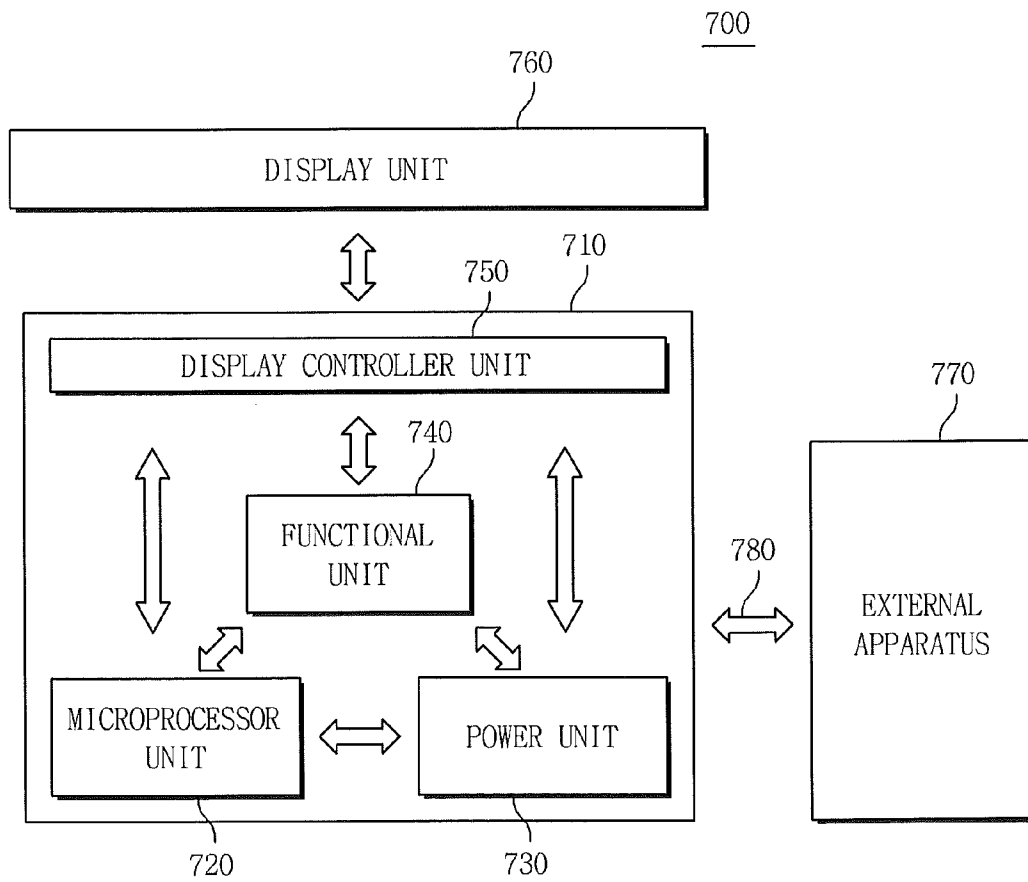 700
760
DISPLAY UNIT
710
750
DISPLAY CONTROLLER UNIT
740
770
FUNCTIONAL
UNIT
780
EXTERNAL
APPARATUS
MICROPROCESSOR
UNIT
POWER UNIT
720
730